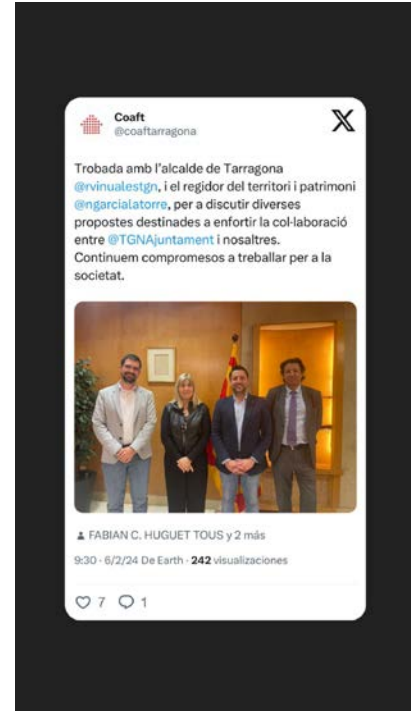 Coaft
@coaftarragona
X
Trobada amb l'alcalde de Tarragona
@rvinualestgn, i el regidor del territori i patrimoni
@ngarcialatorre, per a discutir diverses
propostes destinades a enfortir la col·laboració
entre @TGNAjuntament i nosaltres.
Continuem compromesos a treballar per a la
societat.
FABIAN C. HUGUET TOUS y 2 más
9:30 · 6/2/24 De Earth · 242 visualizaciones
7 1